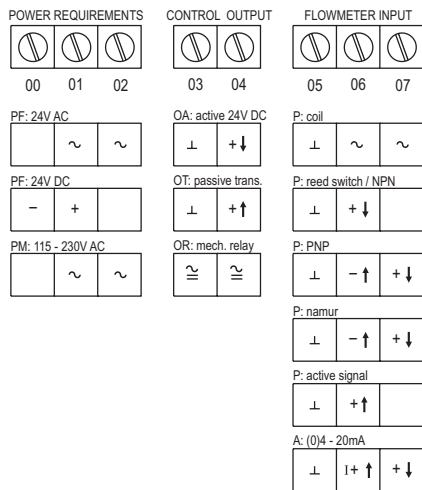 POWER REQUIREMENTS CONTROL OUTPUT FLOWMETER INPUT
00 01 02 03 04 05 06 07
PF: 24V AC OA: active 24V DC P: coil
~ ~ ⊥ +↓ ⊥ ~ ~
PF: 24V DC OT: passive trans. P: reed switch / NPN
− + ⊥ +↑ ⊥ +↓
PM: 115 - 230V AC OR: mech. relay P: PNP
~ ~ ≅ ≅ ⊥ −↑ +↓
P: namur
⊥ −↑ +↓
P: active signal
⊥ +↑
A: (0)4 - 20mA
⊥ I+ ↑ +↓